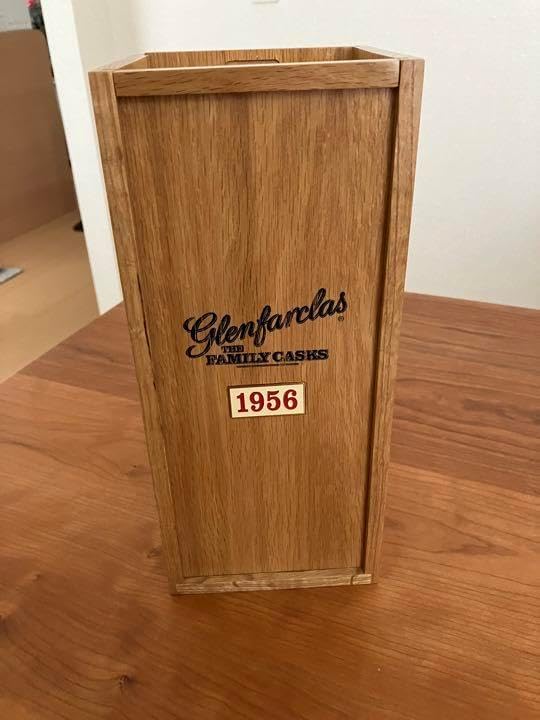 Glenfarclas®
THE
FAMILY CASKS
1956